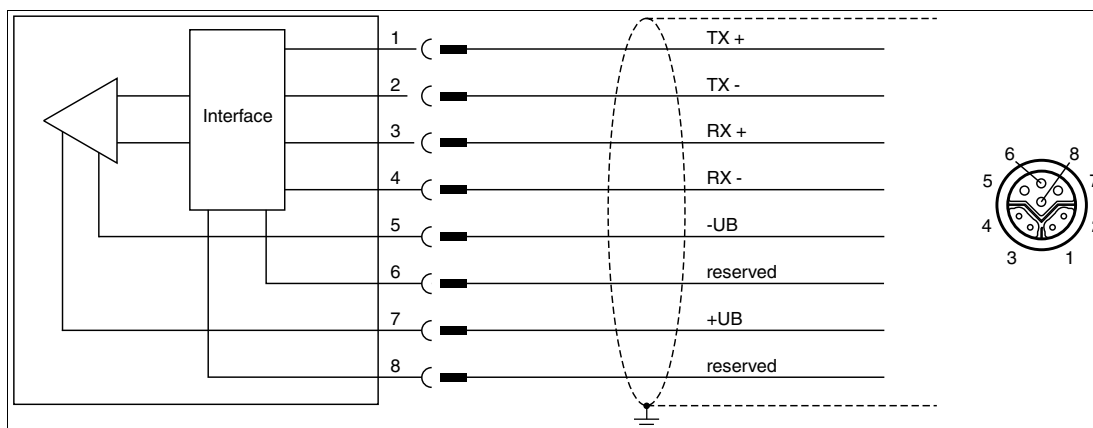 1 TX +
2 TX -
Interface
3 RX +
4 RX -
5 -UB
6 reserved
7 +UB
8 reserved
6 8
5 7
4
3 1